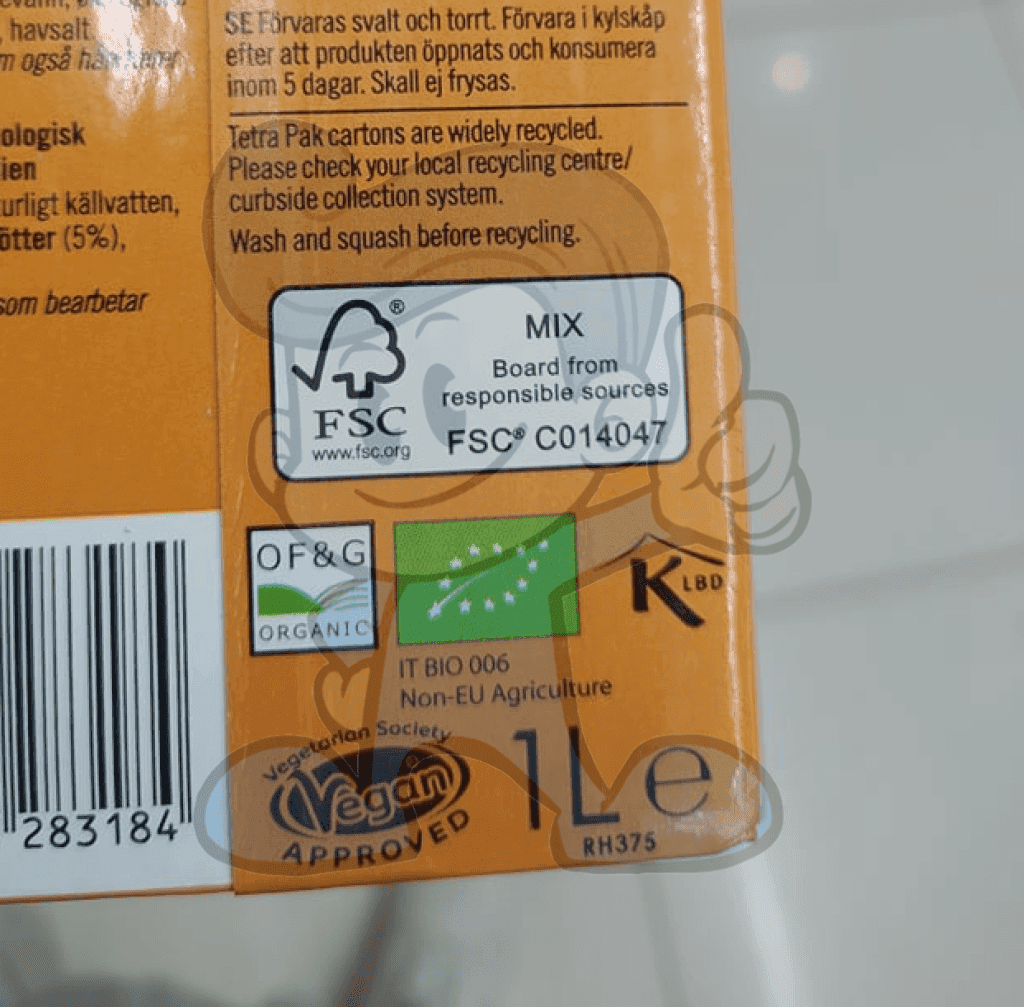 havsalt.
m också
ologisk
ien
urligt källvatten,
ötter (5%),
som bearbetar
283184
SE Förvaras svalt och torrt. Förvara i kylskåp
efter att produkten öppnats och konsumera
inom 5 dagar. Skall ej frysas.
Tetra Pak cartons are widely recycled.
Please check your local recycling centre/
curbside collection system.
Wash and squash before recycling.
®
FSC
www.fsc.org
MIX
Board from
responsible sources
FSC® C014047
OF&G
ORGANIC
K LBD
IT BIO 006
Non-EU Agriculture
Vegetarian Society
Vegan
APPROVED
1L e
RH375